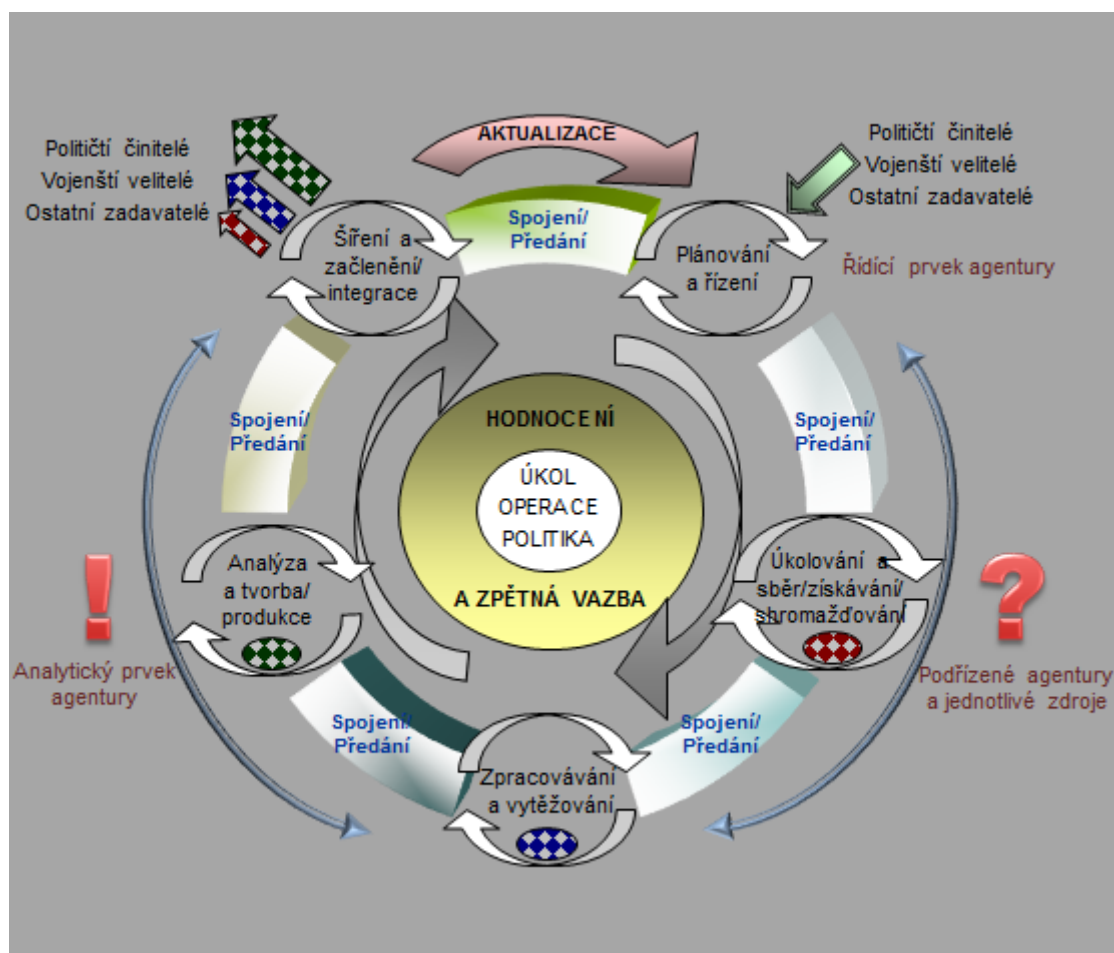 AKTUALIZACE
Političtí činitelé
Vojenští velitelé
Ostatní zadavatelé
Političtí činitelé
Vojenští velitelé
Ostatní zadavatelé
Spojení/
Předání
Šíření a
začlenění/
integrace
Plánování
a řízení
Řídící prvek agentury
Spojení/
Předání
Spojení/
Předání
HODNOCENÍ
ÚKOL
OPERACE
POLITIKA
A ZPĚTNÁ VAZBA
Analýza
a tvorba/
produkce
Úkolování a
sběr/získávání/
shromažďování
!
?
Analytický prvek
agentury
Podřízené agentury
a jednotlivé zdroje
Spojení/
Předání
Spojení/
Předání
Zpracovávání
a vytěžování